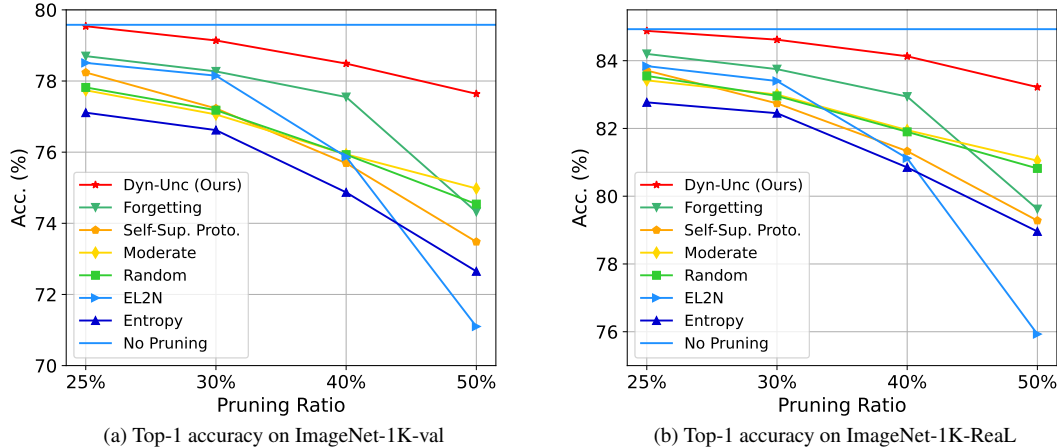 80
78
76
74
72
70
Acc. (%)
Dyn-Unc (Ours)
Forgetting
Self-Sup. Proto.
Moderate
Random
EL2N
Entropy
No Pruning
25% 30% 40% 50%
Pruning Ratio
(a) Top-1 accuracy on ImageNet-1K-val
84
82
80
78
76
Acc. (%)
Dyn-Unc (Ours)
Forgetting
Self-Sup. Proto.
Moderate
Random
EL2N
Entropy
No Pruning
25% 30% 40% 50%
Pruning Ratio
(b) Top-1 accuracy on ImageNet-1K-ReaL